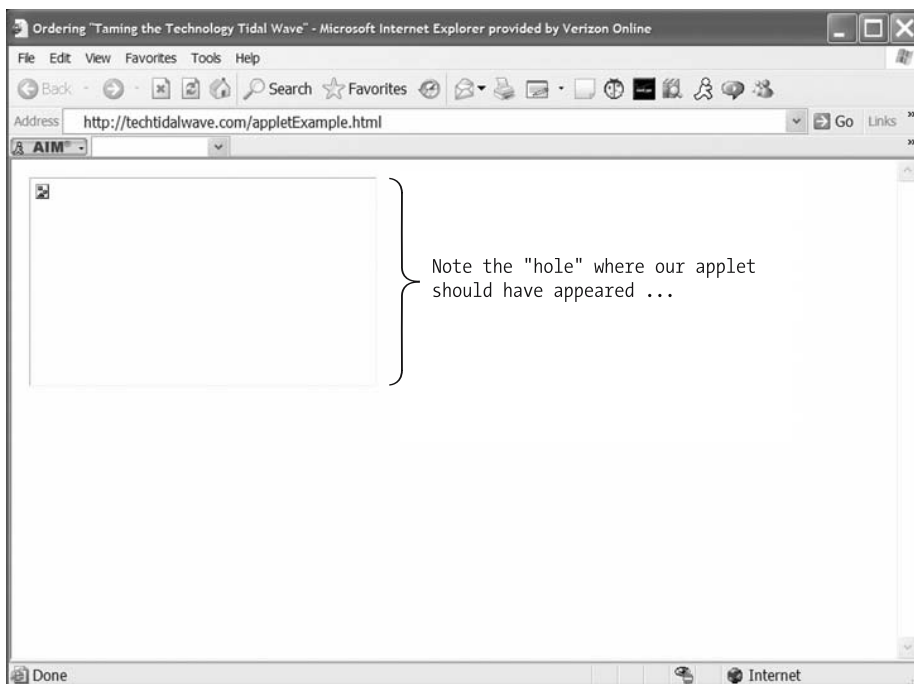 Ordering "Taming the Technology Tidal Wave" - Microsoft Internet Explorer provided by Verizon Online
File Edit View Favorites Tools Help
Back Search Favorites
Address http://techtidalwave.com/appletExample.html Go Links »
AIM® »
Note the "hole" where our applet
should have appeared ...
Done Internet